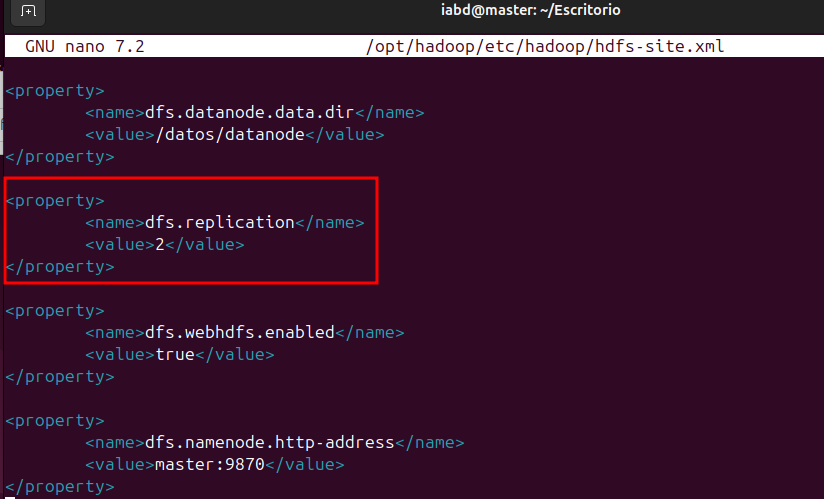 iabd@master: ~/Escritorio
GNU nano 7.2 /opt/hadoop/etc/hadoop/hdfs-site.xml
<property>
<name>dfs.datanode.data.dir</name>
<value>/datos/datanode</value>
</property>
<property>
<name>dfs.replication</name>
<value>2</value>
</property>
<property>
<name>dfs.webhdfs.enabled</name>
<value>true</value>
</property>
<property>
<name>dfs.namenode.http-address</name>
<value>master:9870</value>
</property>